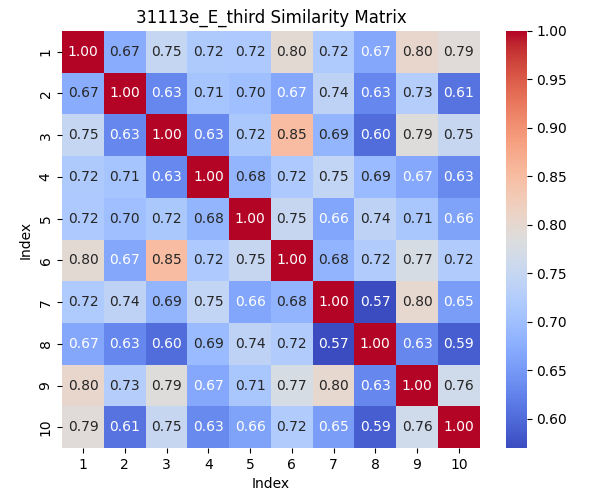 31113e_E_third Similarity Matrix
1 1.00 0.67 0.75 0.72 0.72 0.80 0.72 0.67 0.80 0.79
2 0.67 1.00 0.63 0.71 0.70 0.67 0.74 0.63 0.73 0.61
3 0.75 0.63 1.00 0.63 0.72 0.85 0.69 0.60 0.79 0.75
4 0.72 0.71 0.63 1.00 0.68 0.72 0.75 0.69 0.67 0.63
5 0.72 0.70 0.72 0.68 1.00 0.75 0.66 0.74 0.71 0.66
6 0.80 0.67 0.85 0.72 0.75 1.00 0.68 0.72 0.77 0.72
7 0.72 0.74 0.69 0.75 0.66 0.68 1.00 0.57 0.80 0.65
8 0.67 0.63 0.60 0.69 0.74 0.72 0.57 1.00 0.63 0.59
9 0.80 0.73 0.79 0.67 0.71 0.77 0.80 0.63 1.00 0.76
10 0.79 0.61 0.75 0.63 0.66 0.72 0.65 0.59 0.76 1.00
1 2 3 4 5 6 7 8 9 10
Index
Index
1.00
0.95
0.90
0.85
0.80
0.75
0.70
0.65
0.60